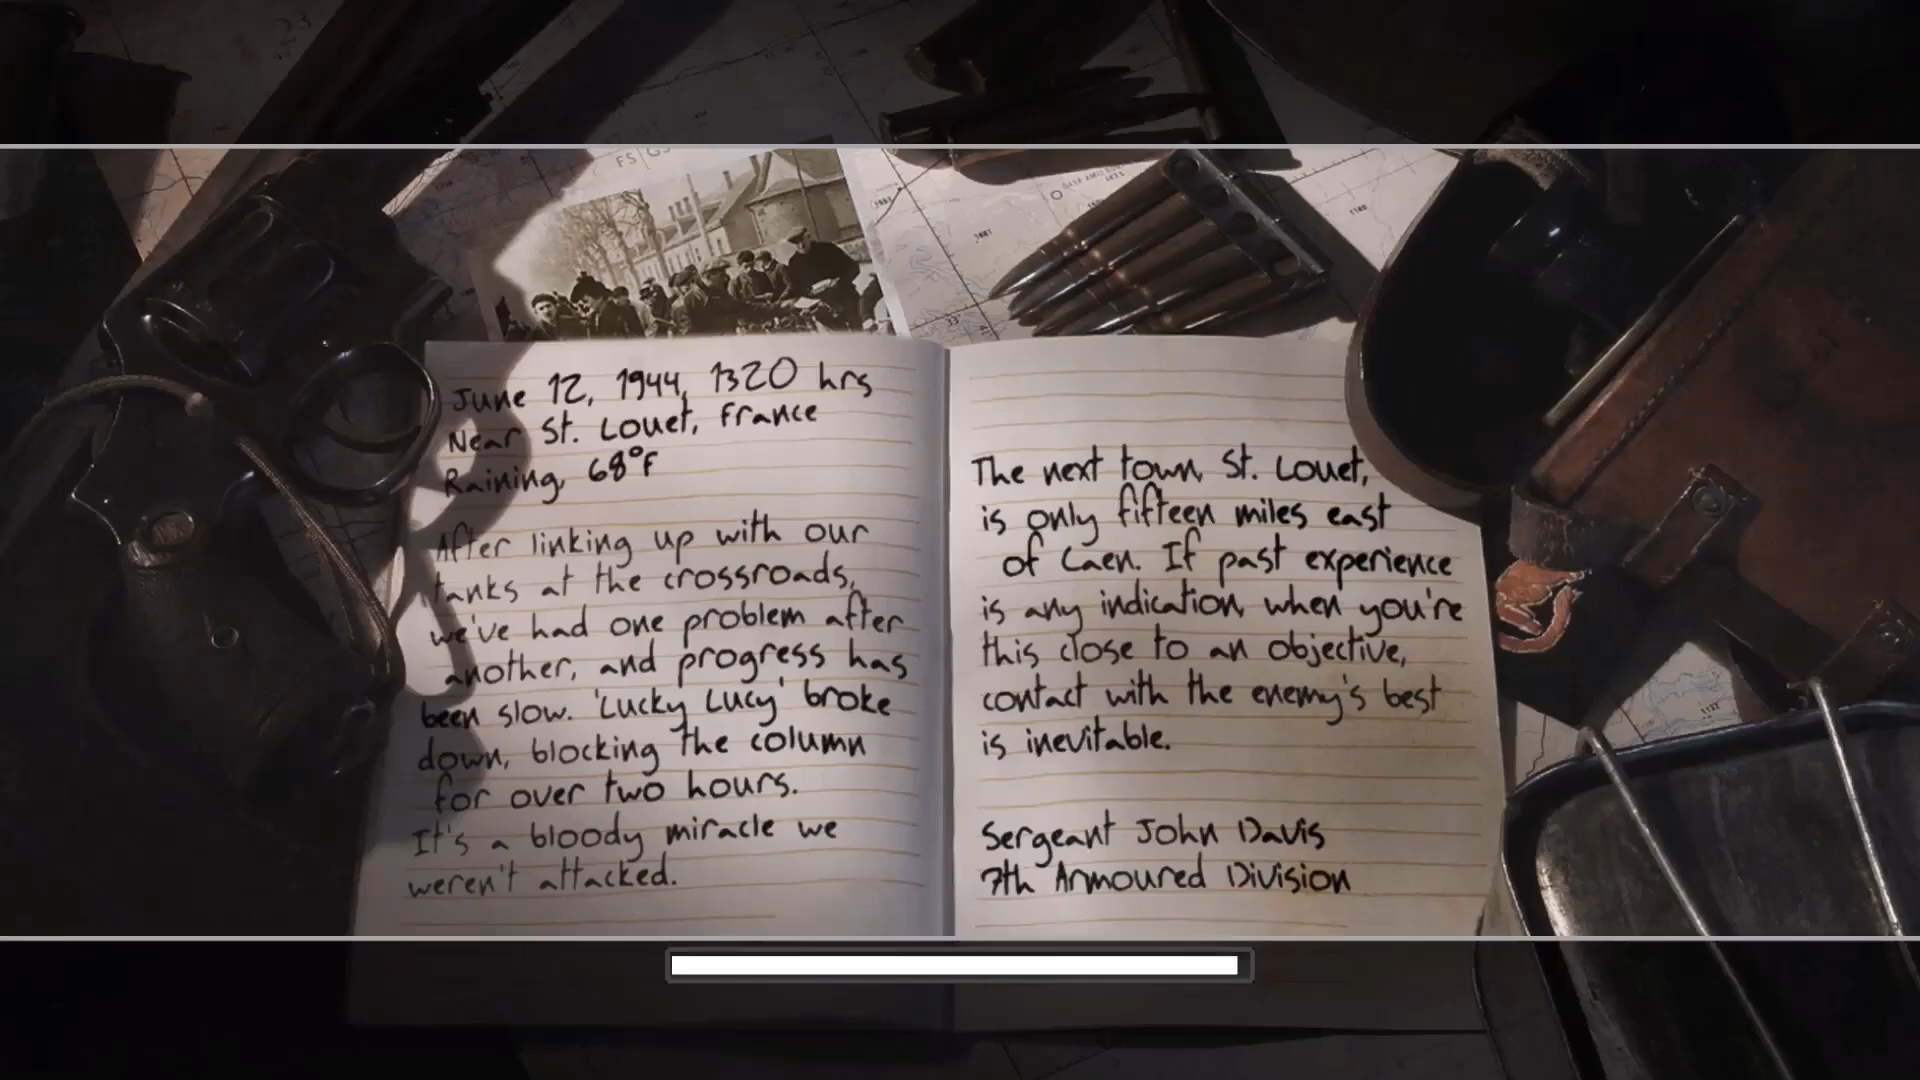 FS GS
June 12, 1944, 1320 hrs
Near St. Louet, France
Raining, 68°F
After linking up with our
tanks at the crossroads,
we've had one problem after
another, and progress has
been slow. 'Lucky Lucy' broke
down, blocking the column
for over two hours.
It's a bloody miracle we
weren't attacked.
The next town, St. Louet,
is only fifteen miles east
of Caen. If past experience
is any indication, when you're
this close to an objective,
contact with the enemy's best
is inevitable.
Sergeant John Davis
7th Armoured Division